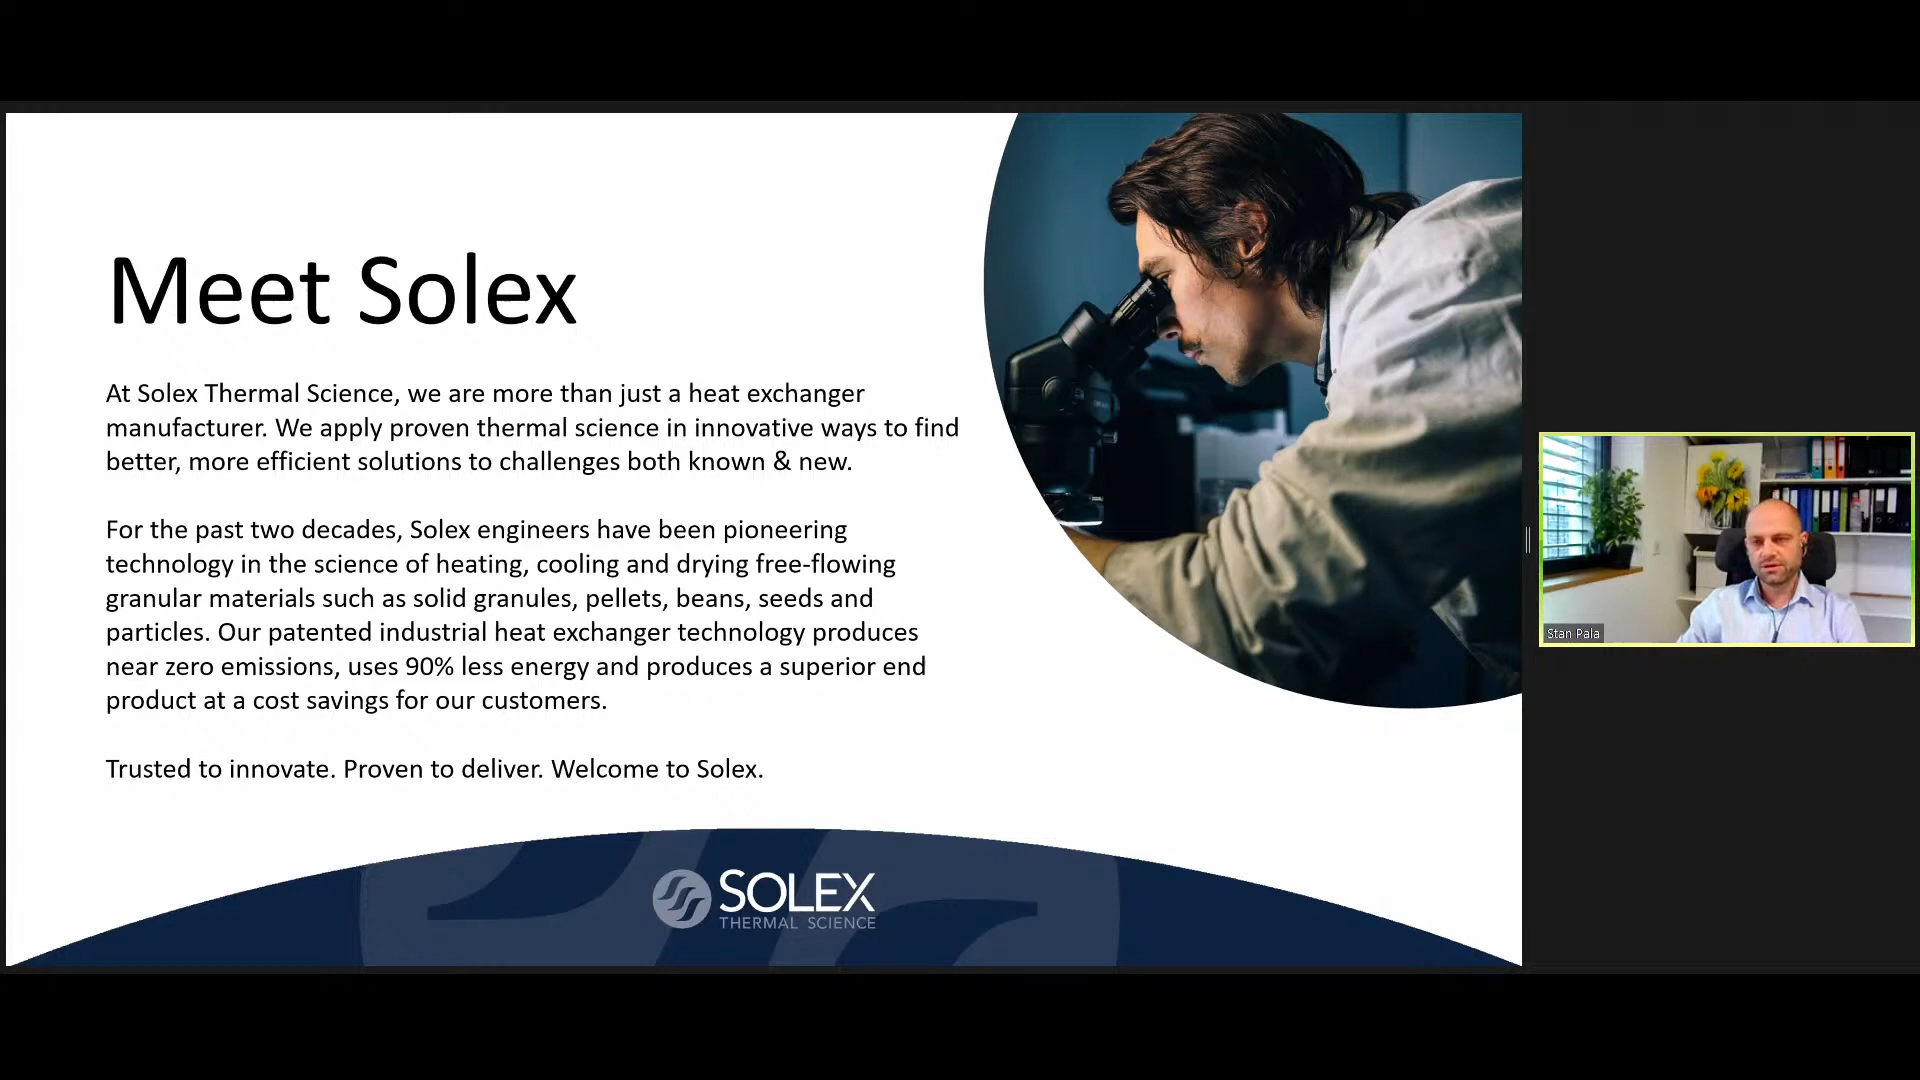 Meet Solex
At Solex Thermal Science, we are more than just a heat exchanger
manufacturer. We apply proven thermal science in innovative ways to find
better, more efficient solutions to challenges both known & new.
For the past two decades, Solex engineers have been pioneering
technology in the science of heating, cooling and drying free-flowing
granular materials such as solid granules, pellets, beans, seeds and
particles. Our patented industrial heat exchanger technology produces
near zero emissions, uses 90% less energy and produces a superior end
product at a cost savings for our customers.
Trusted to innovate. Proven to deliver. Welcome to Solex.
SOLEX
THERMAL SCIENCE
Stan Pala